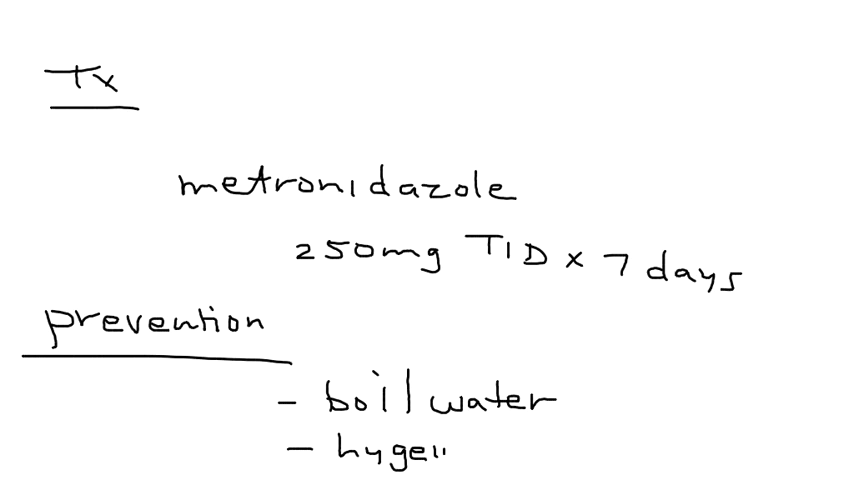 Tx
metronidazole
250mg TID x 7 days
prevention
- boil water
-